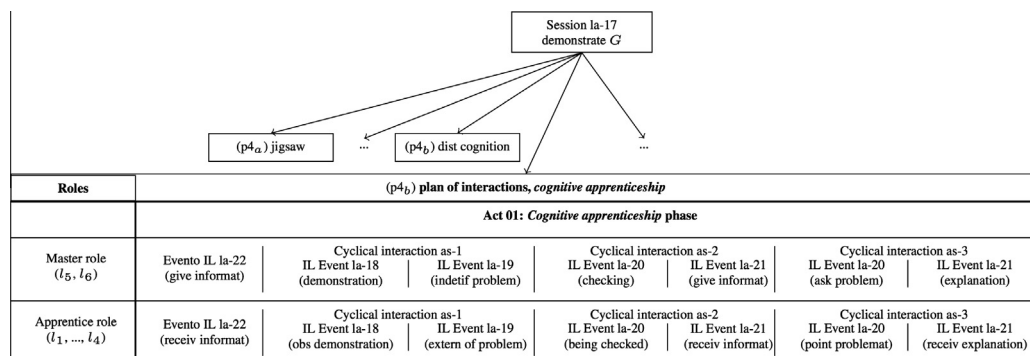 Session la-17
demonstrate G
(p4a) jigsaw
...
(p4b) dist cognition
...
Roles
(p4b) plan of interactions, cognitive apprenticeship
Act 01: Cognitive apprenticeship phase
Master role
(l5, l6)
Evento IL la-22
(give informat)
Cyclical interaction as-1
IL Event la-18
(demonstration)
IL Event la-19
(indetif problem)
Cyclical interaction as-2
IL Event la-20
(checking)
IL Event la-21
(give informat)
Cyclical interaction as-3
IL Event la-20
(ask problem)
IL Event la-21
(explanation)
Apprentice role
(l1, ..., l4)
Evento IL la-22
(receiv informat)
Cyclical interaction as-1
IL Event la-18
(obs demonstration)
IL Event la-19
(extern of problem)
Cyclical interaction as-2
IL Event la-20
(being checked)
IL Event la-21
(receiv informat)
Cyclical interaction as-3
IL Event la-20
(point problemat)
IL Event la-21
(receiv explanation)